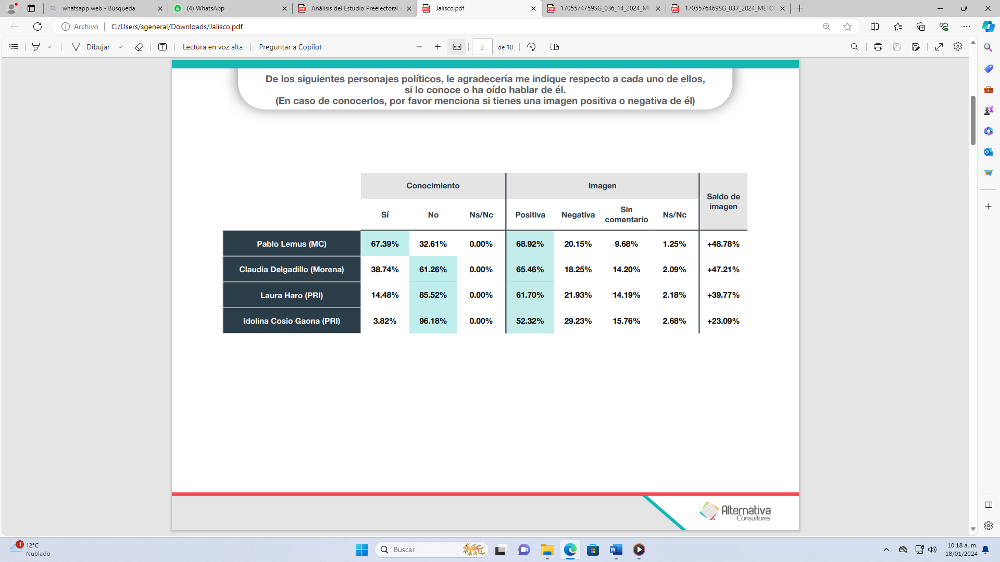 whatsapp web - Búsqueda
(4) WhatsApp
Análisis del Estudio Preelectoral
Jalisco.pdf
1705574759SG_036_14_2024_ME
1705576469SG_037_2024_METO
Archivo C:/Users/sgeneral/Downloads/Jalisco.pdf
Dibujar Lectura en voz alta Preguntar a Copilot 2 de 10
De los siguientes personajes políticos, le agradecería me indique respecto a cada uno de ellos,
si lo conoce o ha oído hablar de él.
(En caso de conocerlos, por favor menciona si tienes una imagen positiva o negativa de él)
Conocimiento Imagen Saldo de
imagen
Sí No Ns/Nc Positiva Negativa Sin
comentario Ns/Nc
Pablo Lemus (MC) 67.39% 32.61% 0.00% 68.92% 20.15% 9.68% 1.25% +48.78%
Claudia Delgadillo (Morena) 38.74% 61.26% 0.00% 65.46% 18.25% 14.20% 2.09% +47.21%
Laura Haro (PRI) 14.48% 85.52% 0.00% 61.70% 21.93% 14.19% 2.18% +39.77%
Idolina Cosio Gaona (PRI) 3.82% 96.18% 0.00% 52.32% 29.23% 15.76% 2.68% +23.09%
Alternativa
Consultores
1
12°C
Nublado
Buscar
10:18 a. m.
18/01/2024